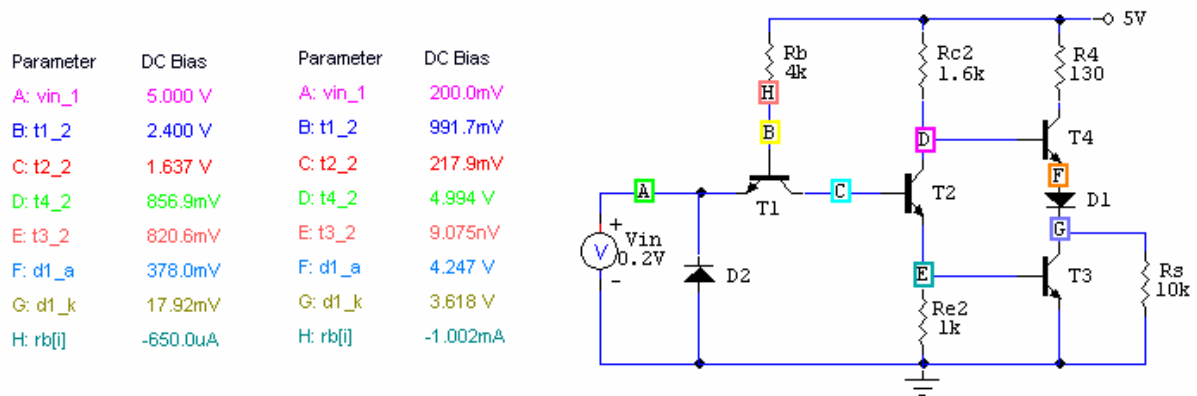 Parameter DC Bias
A: vin_1 5.000 V
B: t1_2 2.400 V
C: t2_2 1.637 V
D: t4_2 856.9mV
E: t3_2 820.6mV
F: d1_a 378.0mV
G: d1_k 17.92mV
H: rb[i] -650.0uA
Parameter DC Bias
A: vin_1 200.0mV
B: t1_2 991.7mV
C: t2_2 217.9mV
D: t4_2 4.994 V
E: t3_2 9.075nV
F: d1_a 4.247 V
G: d1_k 3.618 V
H: rb[i] -1.002mA
5V
Rb
4k
Rc2
1.6k
R4
130
H
B
D
T4
F
A
T1
C
T2
D1
G
+
V
Vin
0.2V
-
D2
E
T3
Rs
10k
Re2
1k